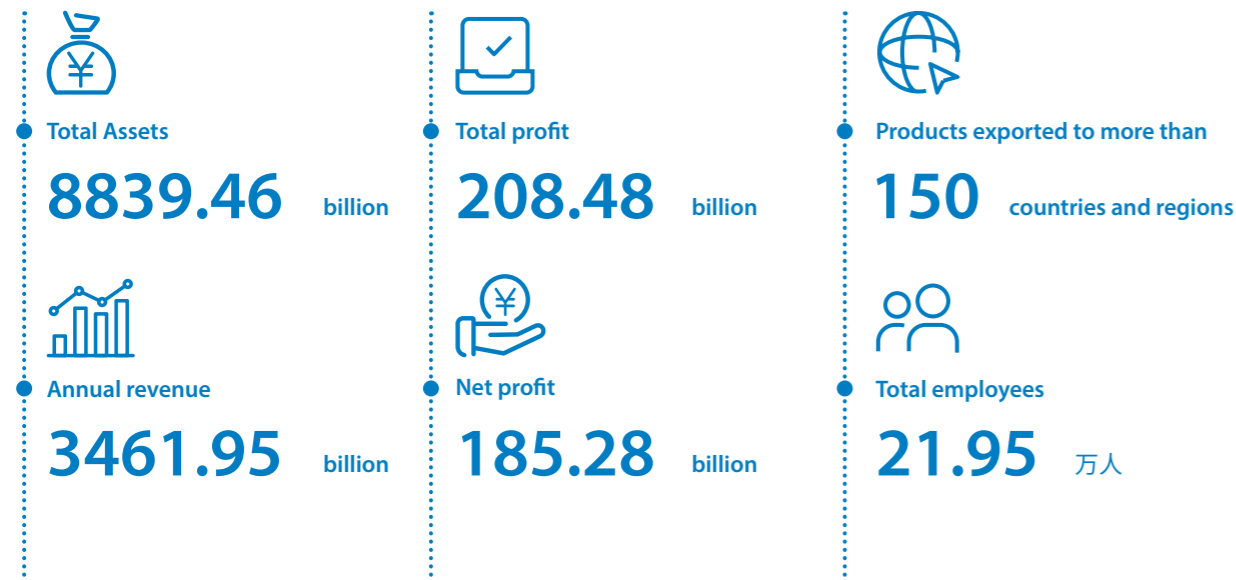 Total Assets
8839.46 billion
Annual revenue
3461.95 billion
Total profit
208.48 billion
Net profit
185.28 billion
Products exported to more than
150 countries and regions
Total employees
21.95 万人